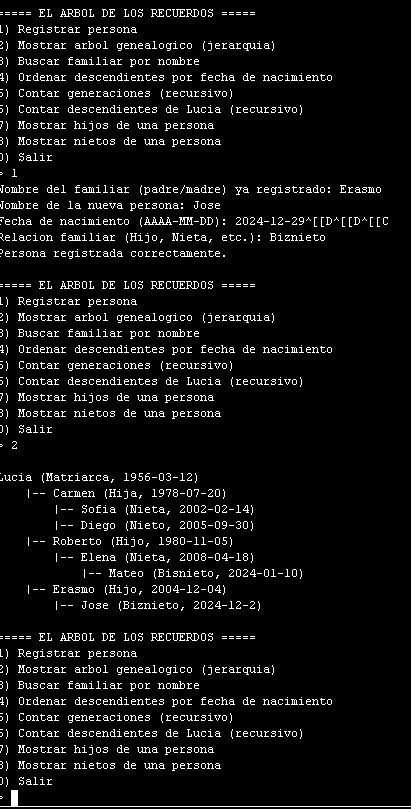 ===== EL ARBOL DE LOS RECUERDOS =====
1) Registrar persona
2) Mostrar arbol genealogico (jerarquia)
3) Buscar familiar por nombre
4) Ordenar descendientes por fecha de nacimiento
5) Contar generaciones (recursivo)
6) Contar descendientes de Lucia (recursivo)
7) Mostrar hijos de una persona
8) Mostrar nietos de una persona
0) Salir
> 1
Nombre del familiar (padre/madre) ya registrado: Erasmo
Nombre de la nueva persona: Jose
Fecha de nacimiento (AAAA-MM-DD): 2024-12-29^[[D^[[D^[[C
Relacion familiar (Hijo, Nieta, etc.): Biznieto
Persona registrada correctamente.
===== EL ARBOL DE LOS RECUERDOS =====
1) Registrar persona
2) Mostrar arbol genealogico (jerarquia)
3) Buscar familiar por nombre
4) Ordenar descendientes por fecha de nacimiento
5) Contar generaciones (recursivo)
6) Contar descendientes de Lucia (recursivo)
7) Mostrar hijos de una persona
8) Mostrar nietos de una persona
0) Salir
> 2
Lucia (Matriarca, 1956-03-12)
|-- Carmen (Hija, 1978-07-20)
|-- Sofia (Nieta, 2002-02-14)
|-- Diego (Nieto, 2005-09-30)
|-- Roberto (Hijo, 1980-11-05)
|-- Elena (Nieta, 2008-04-18)
|-- Mateo (Bisnieto, 2024-01-10)
|-- Erasmo (Hijo, 2004-12-04)
|-- Jose (Biznieto, 2024-12-2)
===== EL ARBOL DE LOS RECUERDOS =====
1) Registrar persona
2) Mostrar arbol genealogico (jerarquia)
3) Buscar familiar por nombre
4) Ordenar descendientes por fecha de nacimiento
5) Contar generaciones (recursivo)
6) Contar descendientes de Lucia (recursivo)
7) Mostrar hijos de una persona
8) Mostrar nietos de una persona
0) Salir
>